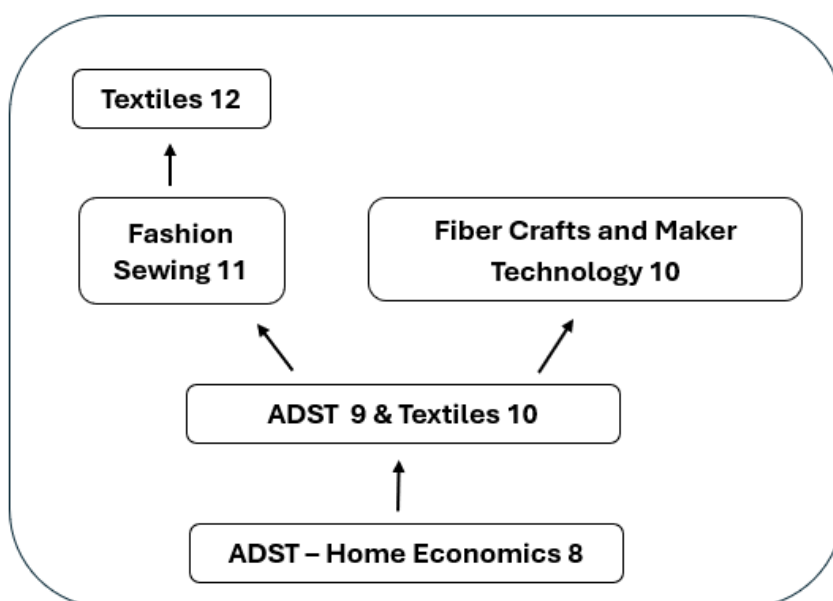 Textiles 12
Fashion
Sewing 11
Fiber Crafts and Maker
Technology 10
ADST  9 & Textiles 10
ADST – Home Economics 8